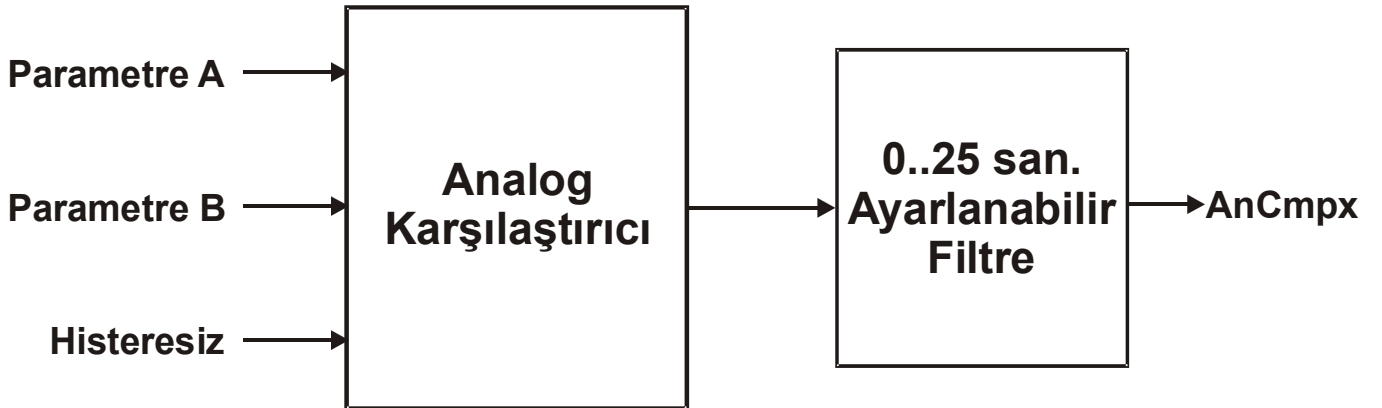 Parametre A
Parametre B
Histeresiz
Analog
Karşılaştırıcı
0..25 san.
Ayarlanabilir
Filtre
AnCmpx